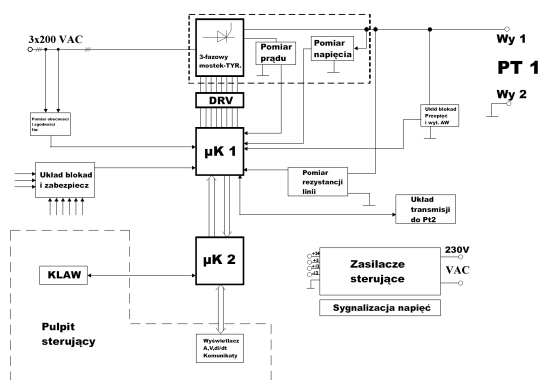 3x200 VAC
3-fazowy
mostek-TYR.
Pomiar
prądu
Pomiar
napięcia
Wy 1
PT 1
Wy 2
DRV
Pomiar obecności
i zgodności
faz
µK 1
Układ blokad
Przepięć
i wył. AW
Układ blokad
i zabezpiecz
Pomiar
rezystancji
linii
Układ
transmisji
do Pt2
µK 2
KLAW
Zasilacze
sterujące
230V
VAC
Sygnalizacja napięć
Pulpit
sterujący
Wyświetlacz
A,V,di/dt
Komunikaty